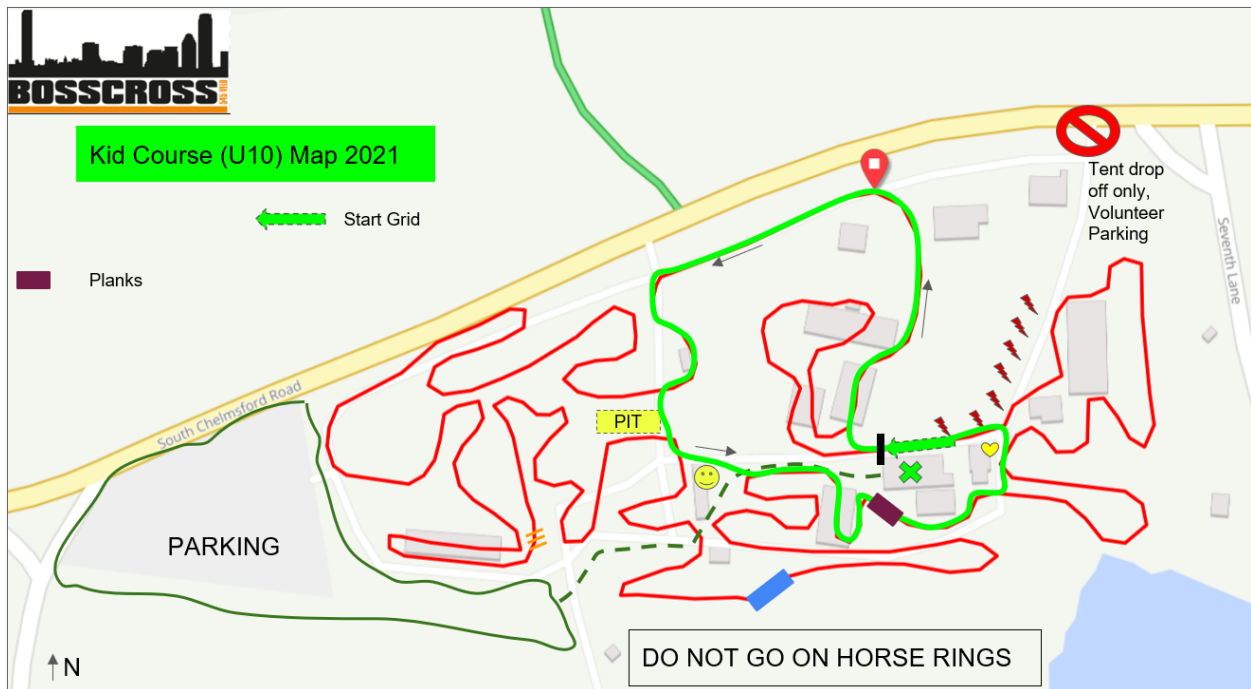 BOSSCROSS
Kid Course (U10) Map 2021
Start Grid
Planks
Tent drop
off only,
Volunteer
Parking
Seventh Lane
South Chelmsford Road
PIT
PARKING
N
DO NOT GO ON HORSE RINGS